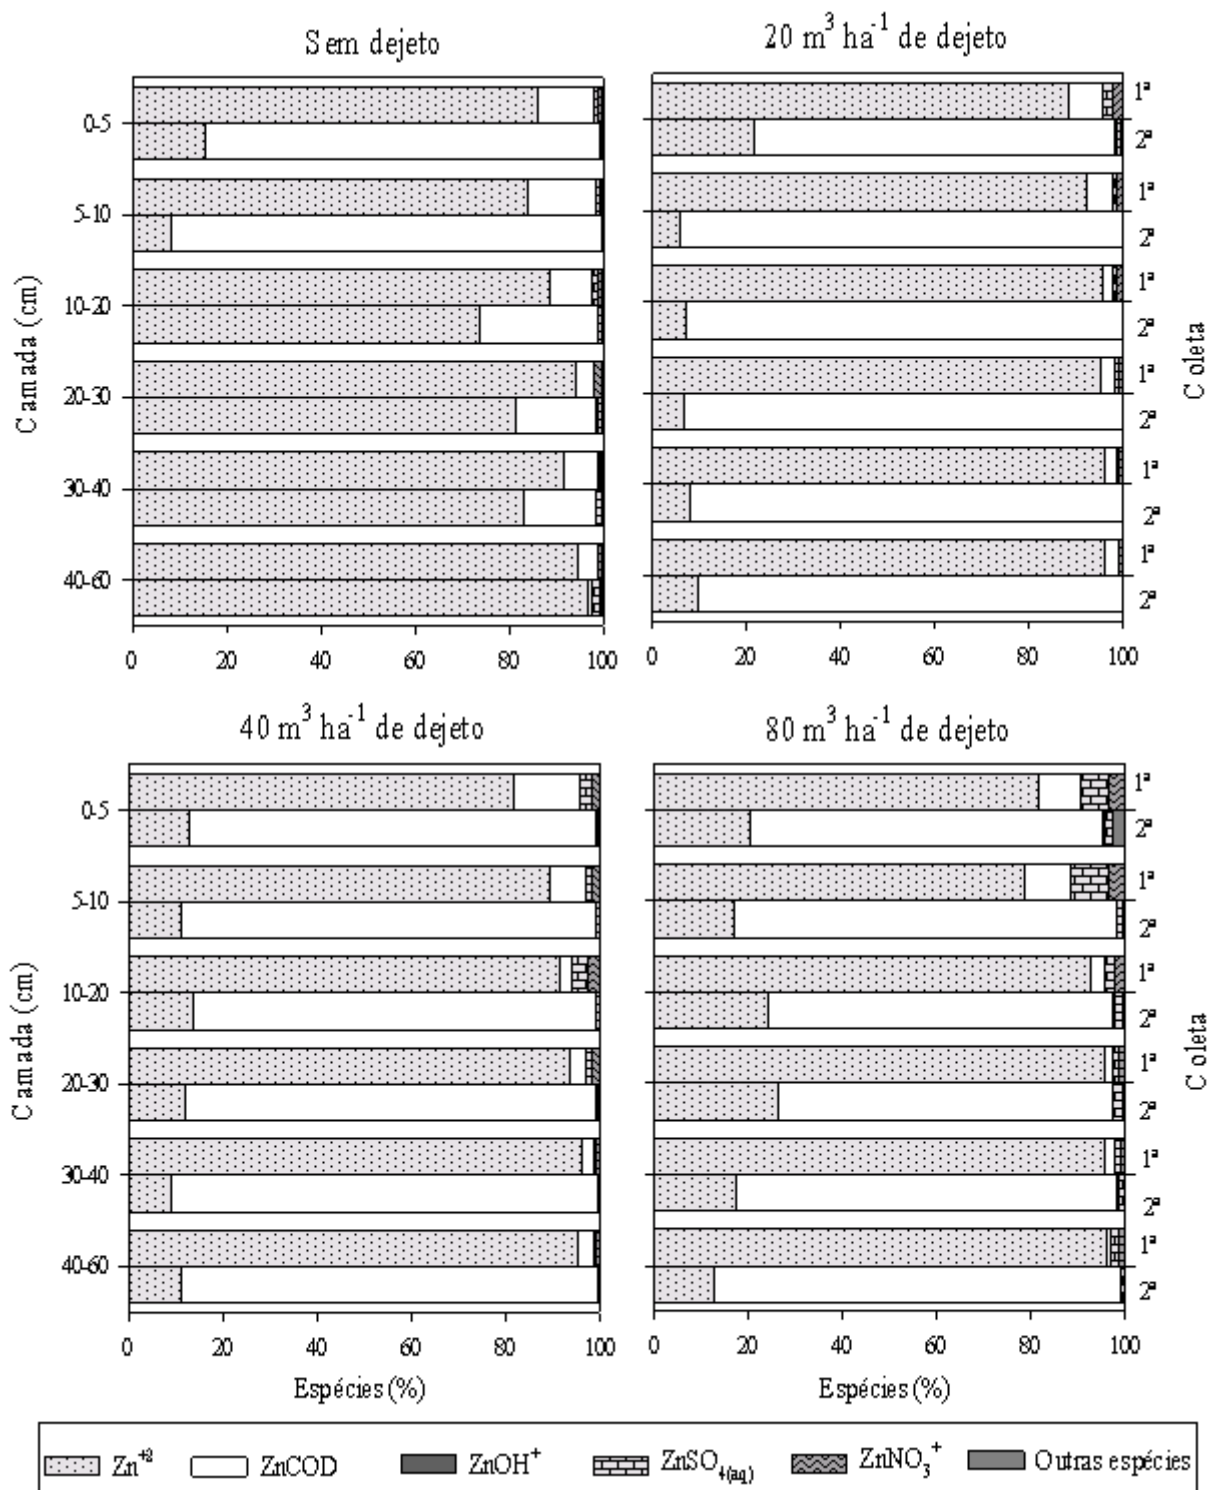 Sem dejeto
20 m³ ha⁻¹ de dejeto
Camada (cm)
0-5
5-10
10-20
20-30
30-40
40-60
0 20 40 60 80 100
0 20 40 60 80 100
1ª
2ª
1ª
2ª
1ª
2ª
1ª
2ª
1ª
2ª
1ª
2ª
Coleta
40 m³ ha⁻¹ de dejeto
80 m³ ha⁻¹ de dejeto
Camada (cm)
0-5
5-10
10-20
20-30
30-40
40-60
0 20 40 60 80 100
Espécies (%)
0 20 40 60 80 100
Espécies (%)
1ª
2ª
1ª
2ª
1ª
2ª
1ª
2ª
1ª
2ª
1ª
2ª
Coleta
Zn⁺² ZnCOD ZnOH⁺ ZnSO₄₍ₐq₎ ZnNO₃⁺ Outras espécies